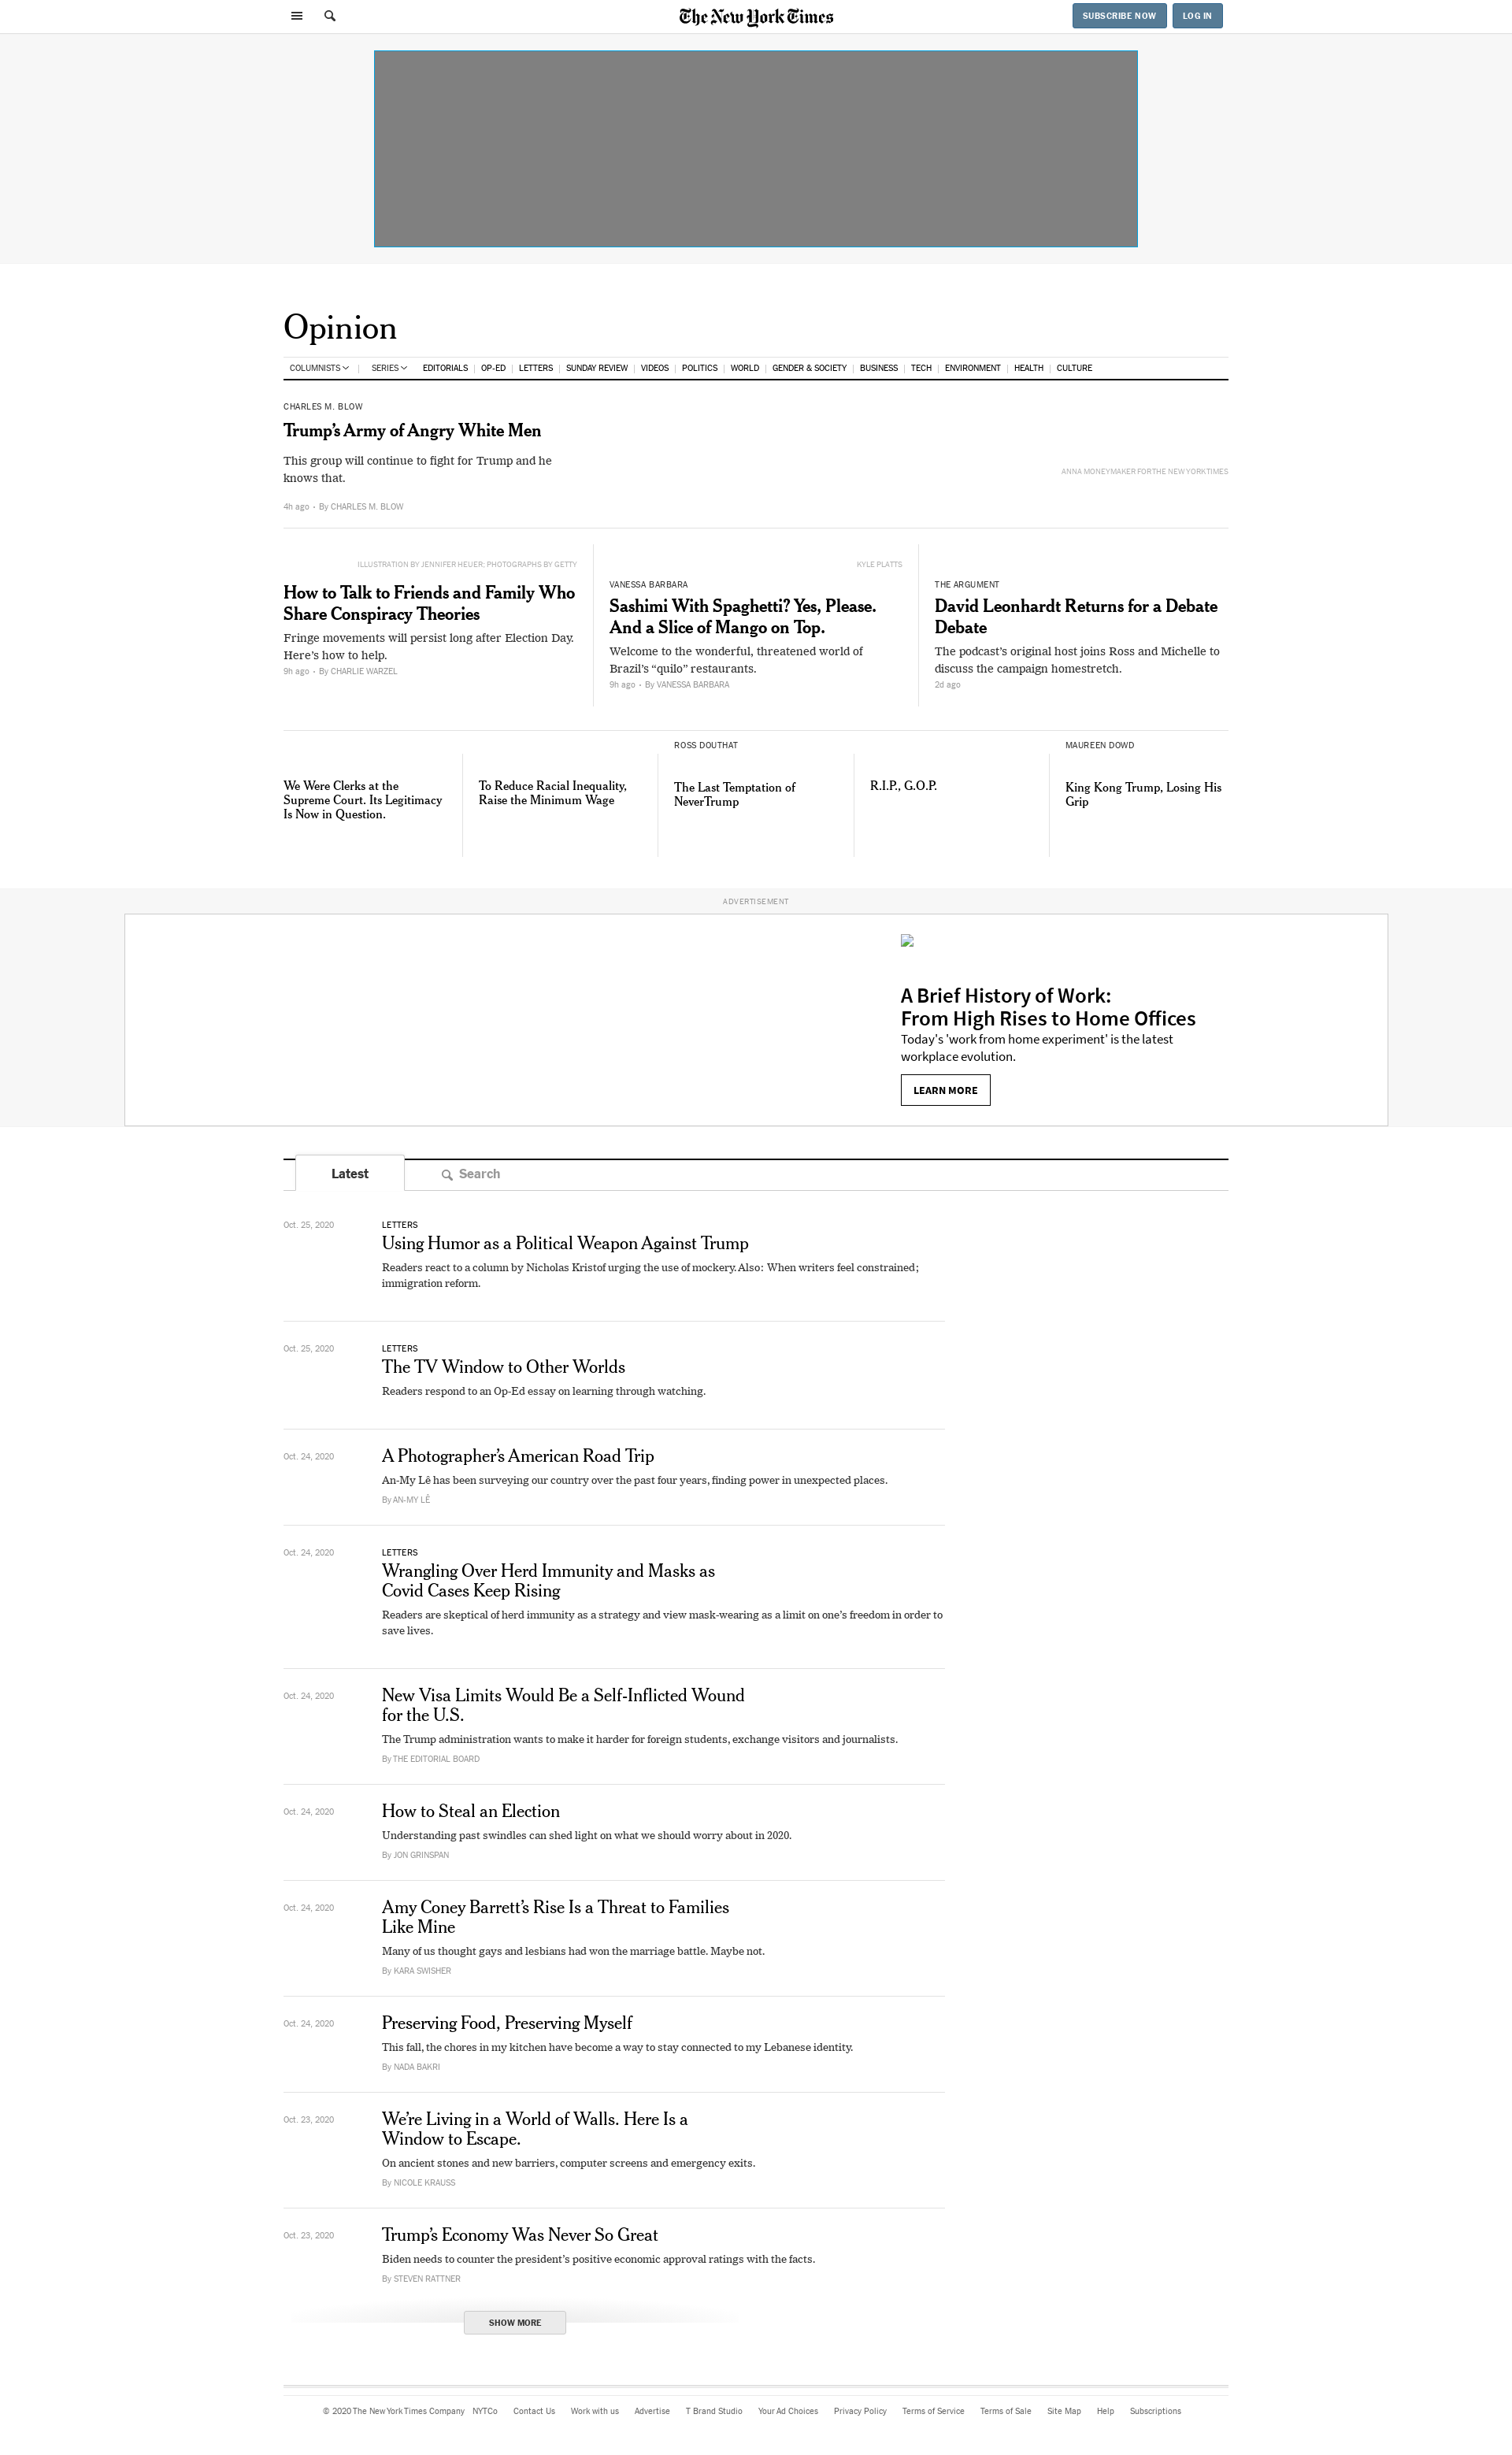 The New York Times
SUBSCRIBE NOW
LOG IN
Opinion
COLUMNISTS
SERIES
EDITORIALS
OP-ED
LETTERS
SUNDAY REVIEW
VIDEOS
POLITICS
WORLD
GENDER & SOCIETY
BUSINESS
TECH
ENVIRONMENT
HEALTH
CULTURE
CHARLES M. BLOW
Trump’s Army of Angry White Men
This group will continue to fight for Trump and he
knows that.
4h ago • By CHARLES M. BLOW
ANNA MONEYMAKER FOR THE NEW YORK TIMES
ILLUSTRATION BY JENNIFER HEUER; PHOTOGRAPHS BY GETTY
How to Talk to Friends and Family Who
Share Conspiracy Theories
Fringe movements will persist long after Election Day.
Here’s how to help.
9h ago • By CHARLIE WARZEL
KYLE PLATTS
VANESSA BARBARA
Sashimi With Spaghetti? Yes, Please.
And a Slice of Mango on Top.
Welcome to the wonderful, threatened world of
Brazil’s “quilo” restaurants.
9h ago • By VANESSA BARBARA
THE ARGUMENT
David Leonhardt Returns for a Debate
Debate
The podcast’s original host joins Ross and Michelle to
discuss the campaign homestretch.
2d ago
We Were Clerks at the
Supreme Court. Its Legitimacy
Is Now in Question.
To Reduce Racial Inequality,
Raise the Minimum Wage
ROSS DOUTHAT
The Last Temptation of
NeverTrump
R.I.P., G.O.P.
MAUREEN DOWD
King Kong Trump, Losing His
Grip
ADVERTISEMENT
A Brief History of Work:
From High Rises to Home Offices
Today's 'work from home experiment' is the latest
workplace evolution.
LEARN MORE
Latest
Search
Oct. 25, 2020
LETTERS
Using Humor as a Political Weapon Against Trump
Readers react to a column by Nicholas Kristof urging the use of mockery. Also: When writers feel constrained;
immigration reform.
Oct. 25, 2020
LETTERS
The TV Window to Other Worlds
Readers respond to an Op-Ed essay on learning through watching.
Oct. 24, 2020
A Photographer’s American Road Trip
An-My Lê has been surveying our country over the past four years, finding power in unexpected places.
By AN-MY LÊ
Oct. 24, 2020
LETTERS
Wrangling Over Herd Immunity and Masks as
Covid Cases Keep Rising
Readers are skeptical of herd immunity as a strategy and view mask-wearing as a limit on one’s freedom in order to
save lives.
Oct. 24, 2020
New Visa Limits Would Be a Self-Inflicted Wound
for the U.S.
The Trump administration wants to make it harder for foreign students, exchange visitors and journalists.
By THE EDITORIAL BOARD
Oct. 24, 2020
How to Steal an Election
Understanding past swindles can shed light on what we should worry about in 2020.
By JON GRINSPAN
Oct. 24, 2020
Amy Coney Barrett’s Rise Is a Threat to Families
Like Mine
Many of us thought gays and lesbians had won the marriage battle. Maybe not.
By KARA SWISHER
Oct. 24, 2020
Preserving Food, Preserving Myself
This fall, the chores in my kitchen have become a way to stay connected to my Lebanese identity.
By NADA BAKRI
Oct. 23, 2020
We’re Living in a World of Walls. Here Is a
Window to Escape.
On ancient stones and new barriers, computer screens and emergency exits.
By NICOLE KRAUSS
Oct. 23, 2020
Trump’s Economy Was Never So Great
Biden needs to counter the president’s positive economic approval ratings with the facts.
By STEVEN RATTNER
SHOW MORE
© 2020 The New York Times Company
NYTCo
Contact Us
Work with us
Advertise
T Brand Studio
Your Ad Choices
Privacy Policy
Terms of Service
Terms of Sale
Site Map
Help
Subscriptions